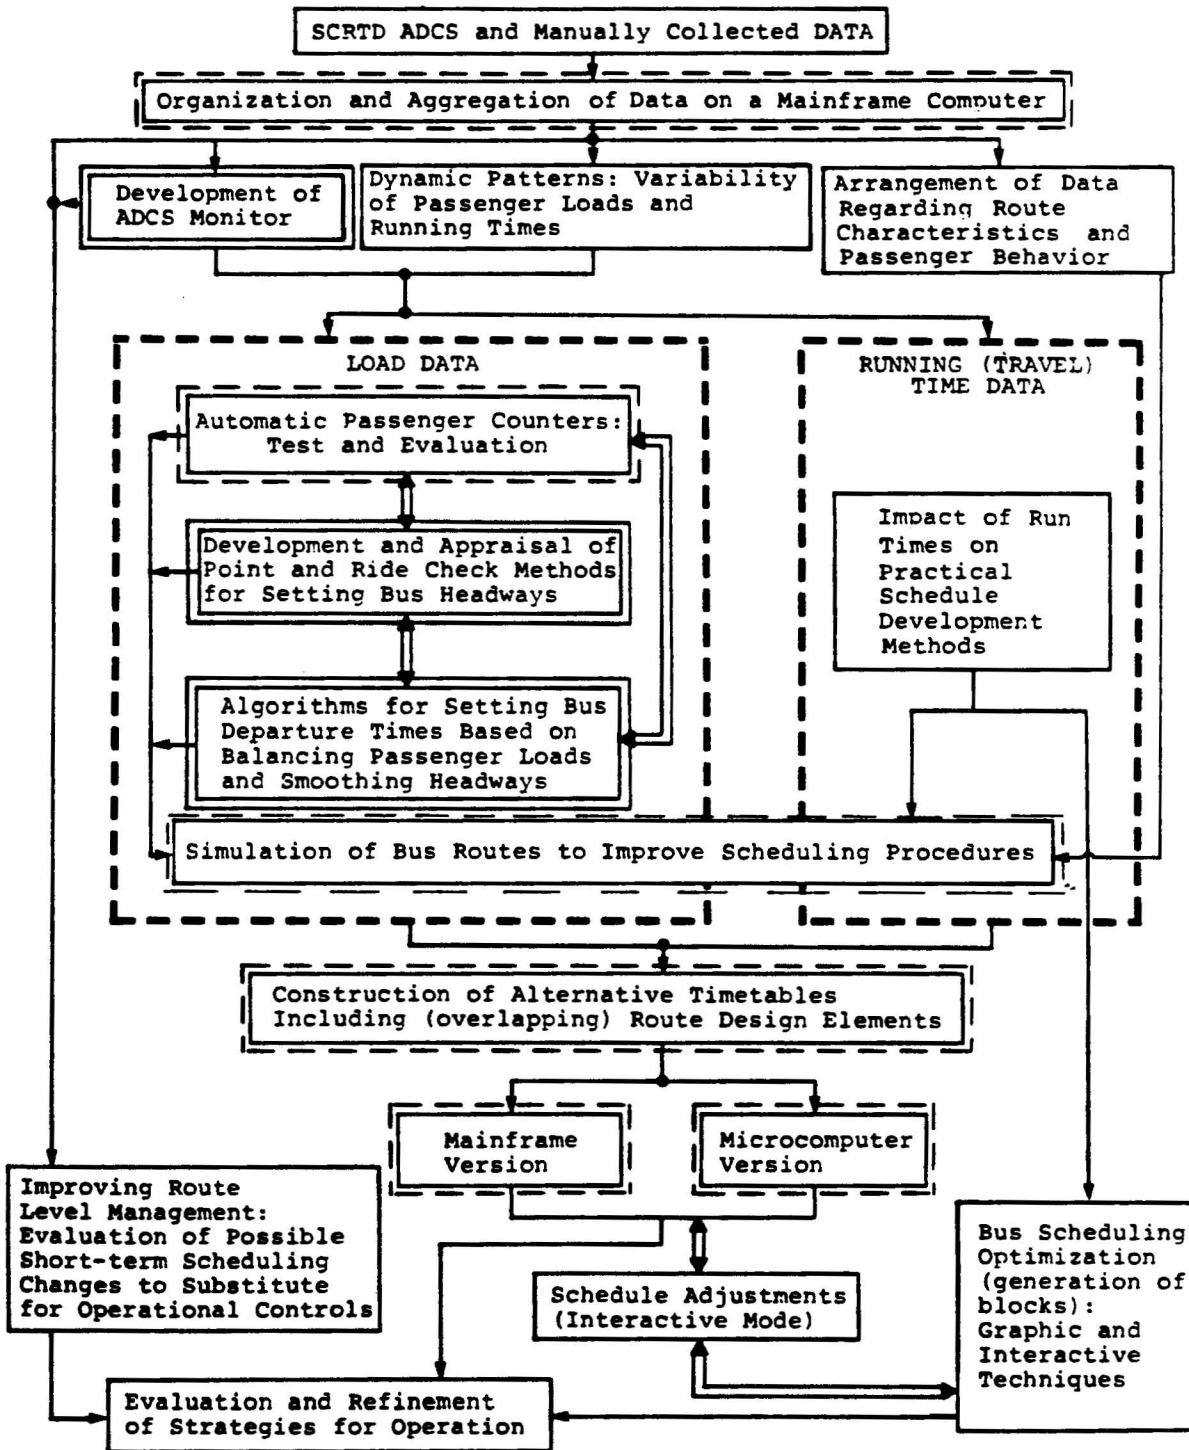 SCRTD ADCS and Manually Collected DATA
Organization and Aggregation of Data on a Mainframe Computer
Development of
ADCS Monitor
Dynamic Patterns: Variability
of Passenger Loads and
Running Times
Arrangement of Data
Regarding Route
Characteristics and
Passenger Behavior
LOAD DATA
RUNNING (TRAVEL)
TIME DATA
Automatic Passenger Counters:
Test and Evaluation
Development and Appraisal of
Point and Ride Check Methods
for Setting Bus Headways
Impact of Run
Times on
Practical
Schedule
Development
Methods
Algorithms for Setting Bus
Departure Times Based on
Balancing Passenger Loads
and Smoothing Headways
Simulation of Bus Routes to Improve Scheduling Procedures
Construction of Alternative Timetables
Including (overlapping) Route Design Elements
Mainframe
Version
Microcomputer
Version
Improving Route
Level Management:
Evaluation of Possible
Short-term Scheduling
Changes to Substitute
for Operational Controls
Schedule Adjustments
(Interactive Mode)
Bus Scheduling
Optimization
(generation of
blocks):
Graphic and
Interactive
Techniques
Evaluation and Refinement
of Strategies for Operation